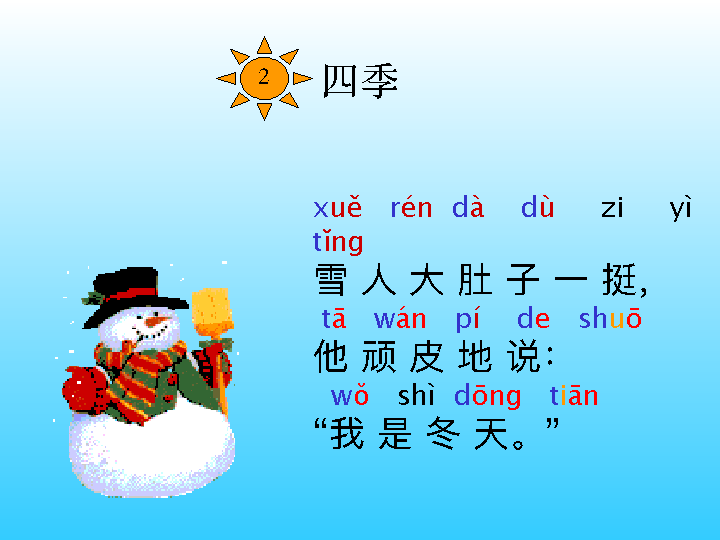 2
四季
xuě rén dà dù zi yì
tǐng
雪 人 大 肚 子 一 挺,
tā wán pí de shuō
他 顽 皮 地 说：
wǒ shì dōng tiān
“我 是 冬 天。”